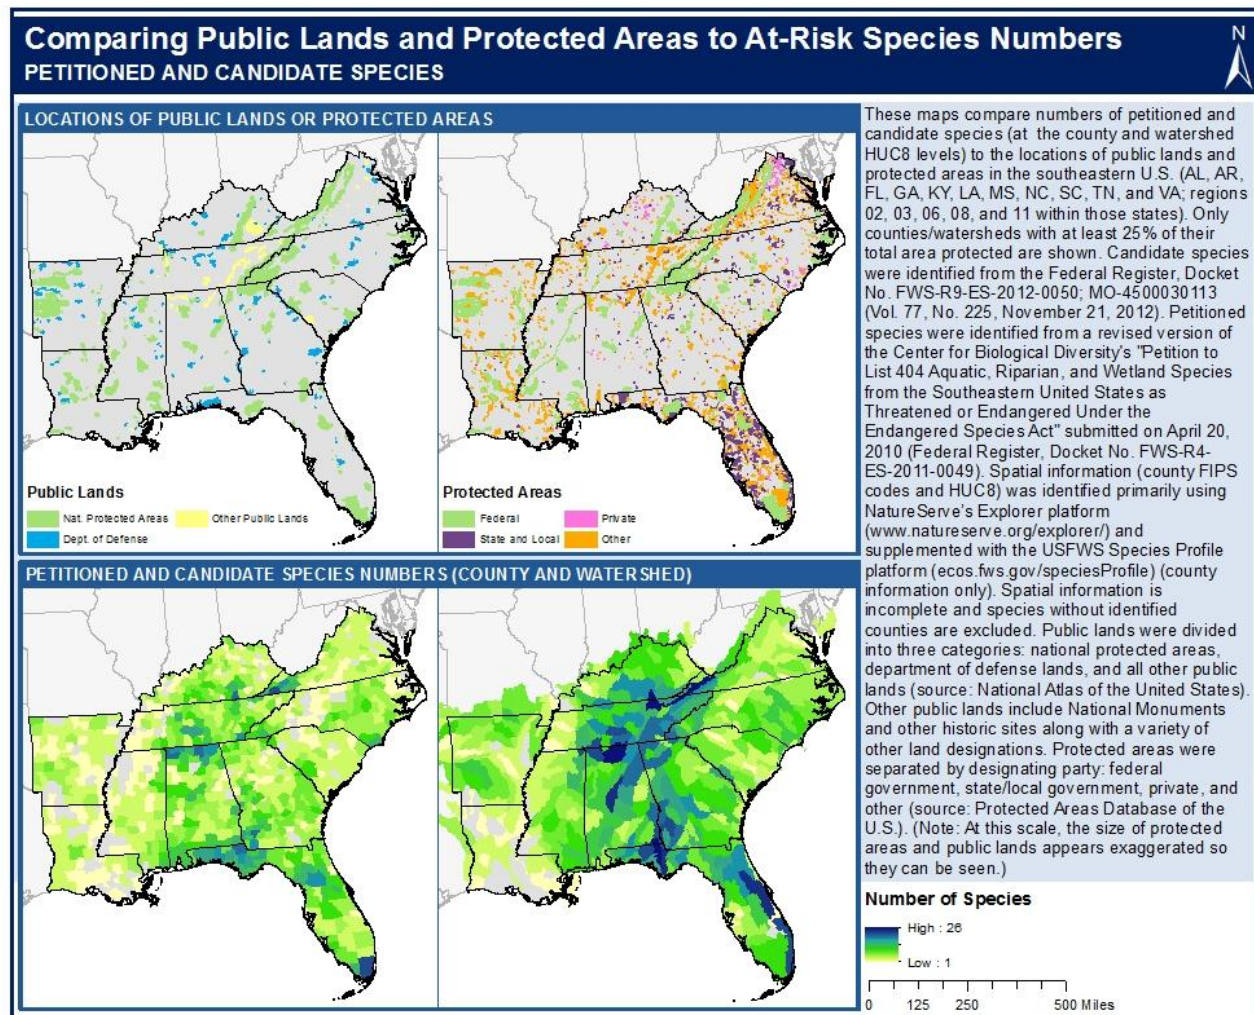 Comparing Public Lands and Protected Areas to At-Risk Species Numbers
PETITIONED AND CANDIDATE SPECIES
N
LOCATIONS OF PUBLIC LANDS OR PROTECTED AREAS
Public Lands
Nat. Protected Areas
Other Public Lands
Dept. of Defense
Protected Areas
Federal
Private
State and Local
Other
PETITIONED AND CANDIDATE SPECIES NUMBERS (COUNTY AND WATERSHED)
These maps compare numbers of petitioned and
candidate species (at the county and watershed
HUC8 levels) to the locations of public lands and
protected areas in the southeastern U.S. (AL, AR,
FL, GA, KY, LA, MS, NC, SC, TN, and VA; regions
02, 03, 06, 08, and 11 within those states). Only
counties/watersheds with at least 25% of their
total area protected are shown. Candidate species
were identified from the Federal Register, Docket
No. FWS-R9-ES-2012-0050; MO-4500030113
(Vol. 77, No. 225, November 21, 2012). Petitioned
species were identified from a revised version of
the Center for Biological Diversity's "Petition to
List 404 Aquatic, Riparian, and Wetland Species
from the Southeastern United States as
Threatened or Endangered Under the
Endangered Species Act" submitted on April 20,
2010 (Federal Register, Docket No. FWS-R4-
ES-2011-0049). Spatial information (county FIPS
codes and HUC8) was identified primarily using
NatureServe's Explorer platform
(www.natureserve.org/explorer/) and
supplemented with the USFWS Species Profile
platform (ecos.fws.gov/speciesProfile) (county
information only). Spatial information is
incomplete and species without identified
counties are excluded. Public lands were divided
into three categories: national protected areas,
department of defense lands, and all other public
lands (source: National Atlas of the United States).
Other public lands include National Monuments
and other historic sites along with a variety of
other land designations. Protected areas were
separated by designating party: federal
government, state/local government, private, and
other (source: Protected Areas Database of the
U.S.). (Note: At this scale, the size of protected
areas and public lands appears exaggerated so
they can be seen.)
Number of Species
High : 26
Low : 1
0 125 250 500 Miles